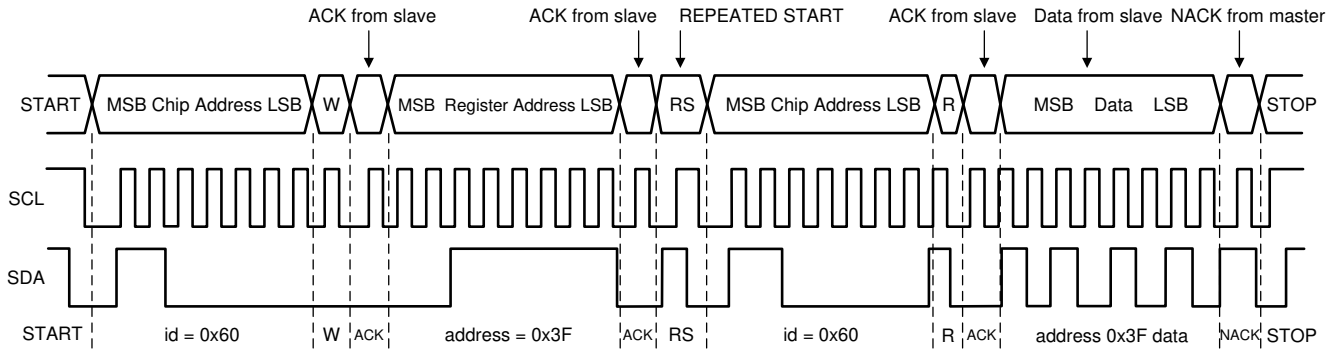 ACK from slave ACK from slave REPEATED START ACK from slave Data from slave NACK from master
START MSB Chip Address LSB W MSB Register Address LSB RS MSB Chip Address LSB R MSB Data LSB STOP
SCL
SDA
START id = 0x60 W ACK address = 0x3F ACK RS id = 0x60 R ACK address 0x3F data NACK STOP